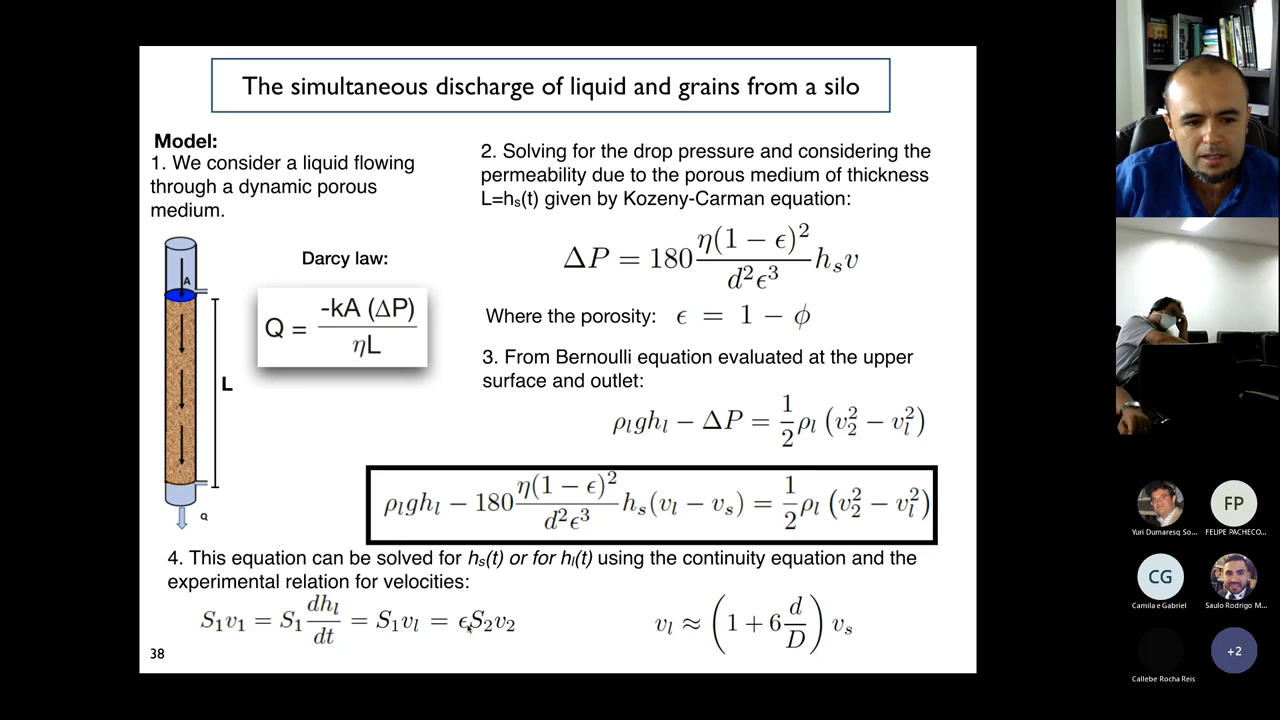 The simultaneous discharge of liquid and grains from a silo
Model:
1. We consider a liquid flowing
through a dynamic porous
medium.
A
L
Q
Darcy law:
Q = -kA (ΔP) / ηL
2. Solving for the drop pressure and considering the
permeability due to the porous medium of thickness
L=hₛ(t) given by Kozeny-Carman equation:
ΔP = 180 η(1 − ϵ)² / d²ϵ³ hₛv
Where the porosity: ϵ = 1 − ϕ
3. From Bernoulli equation evaluated at the upper
surface and outlet:
ρₗghₗ − ΔP = 1/2 ρₗ (v₂² − vₗ²)
ρₗghₗ − 180 η(1 − ϵ)² / d²ϵ³ hₛ(vₗ − vₛ) = 1/2 ρₗ (v₂² − vₗ²)
4. This equation can be solved for hₛ(t) or for hₗ(t) using the continuity equation and the
experimental relation for velocities:
S₁v₁ = S₁ dhₗ/dt = S₁vₗ = ϵS₂v₂
vₗ ≈ (1 + 6 d/D) vₛ
38
DURACELL
Yuri Dumaresq So...
FP
FELIPE PACHECO...
CG
Camila e Gabriel
Saulo Rodrigo M...
Callebe Rocha Reis
+2